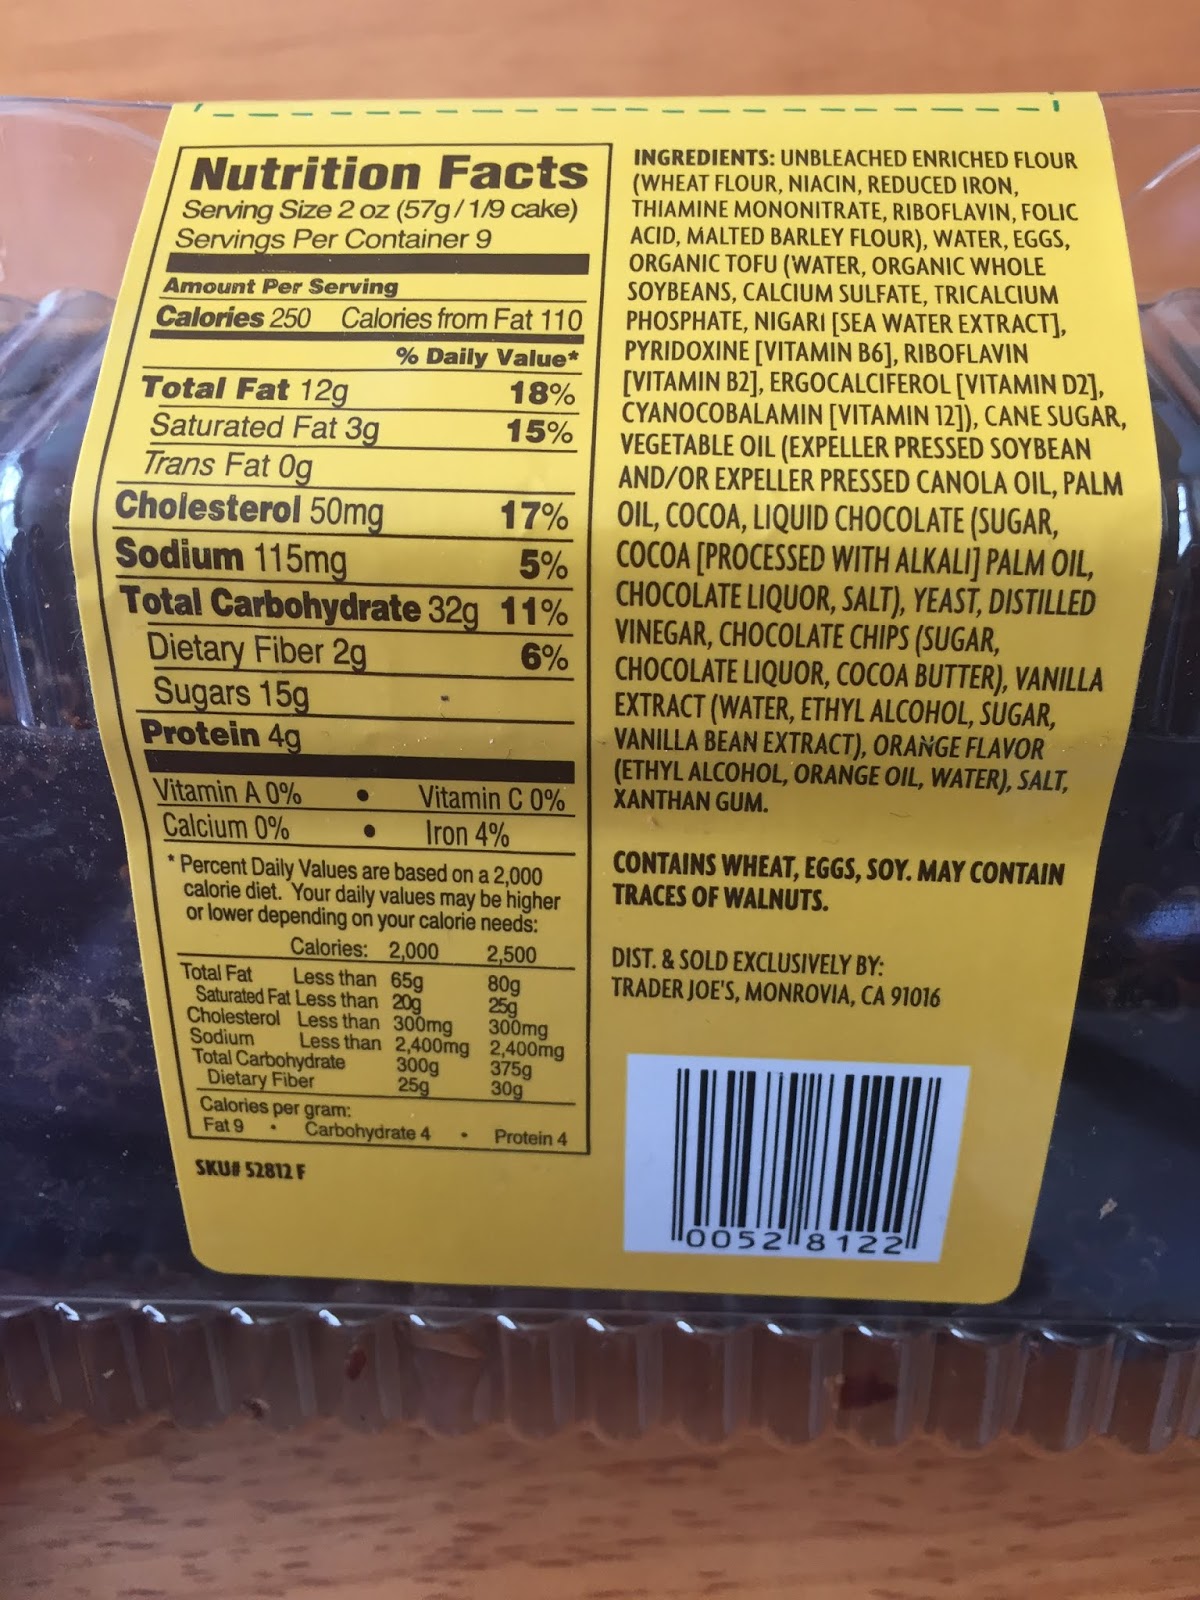 Nutrition Facts
Serving Size 2 oz (57g / 1/9 cake)
Servings Per Container 9
Amount Per Serving
Calories 250 Calories from Fat 110
% Daily Value*
Total Fat 12g 18%
Saturated Fat 3g 15%
Trans Fat 0g
Cholesterol 50mg 17%
Sodium 115mg 5%
Total Carbohydrate 32g 11%
Dietary Fiber 2g 6%
Sugars 15g
Protein 4g
Vitamin A 0% • Vitamin C 0%
Calcium 0% • Iron 4%
* Percent Daily Values are based on a 2,000
calorie diet. Your daily values may be higher
or lower depending on your calorie needs:
Calories: 2,000 2,500
Total Fat Less than 65g 80g
Saturated Fat Less than 20g 25g
Cholesterol Less than 300mg 300mg
Sodium Less than 2,400mg 2,400mg
Total Carbohydrate 300g 375g
Dietary Fiber 25g 30g
Calories per gram:
Fat 9 • Carbohydrate 4 • Protein 4
SKU# 52812 F
INGREDIENTS: UNBLEACHED ENRICHED FLOUR
(WHEAT FLOUR, NIACIN, REDUCED IRON,
THIAMINE MONONITRATE, RIBOFLAVIN, FOLIC
ACID, MALTED BARLEY FLOUR), WATER, EGGS,
ORGANIC TOFU (WATER, ORGANIC WHOLE
SOYBEANS, CALCIUM SULFATE, TRICALCIUM
PHOSPHATE, NIGARI [SEA WATER EXTRACT],
PYRIDOXINE [VITAMIN B6], RIBOFLAVIN
[VITAMIN B2], ERGOCALCIFEROL [VITAMIN D2],
CYANOCOBALAMIN [VITAMIN 12]), CANE SUGAR,
VEGETABLE OIL (EXPELLER PRESSED SOYBEAN
AND/OR EXPELLER PRESSED CANOLA OIL, PALM
OIL, COCOA, LIQUID CHOCOLATE (SUGAR,
COCOA [PROCESSED WITH ALKALI] PALM OIL,
CHOCOLATE LIQUOR, SALT), YEAST, DISTILLED
VINEGAR, CHOCOLATE CHIPS (SUGAR,
CHOCOLATE LIQUOR, COCOA BUTTER), VANILLA
EXTRACT (WATER, ETHYL ALCOHOL, SUGAR,
VANILLA BEAN EXTRACT), ORANGE FLAVOR
(ETHYL ALCOHOL, ORANGE OIL, WATER), SALT,
XANTHAN GUM.
CONTAINS WHEAT, EGGS, SOY. MAY CONTAIN
TRACES OF WALNUTS.
DIST. & SOLD EXCLUSIVELY BY:
TRADER JOE'S, MONROVIA, CA 91016
0052 8122